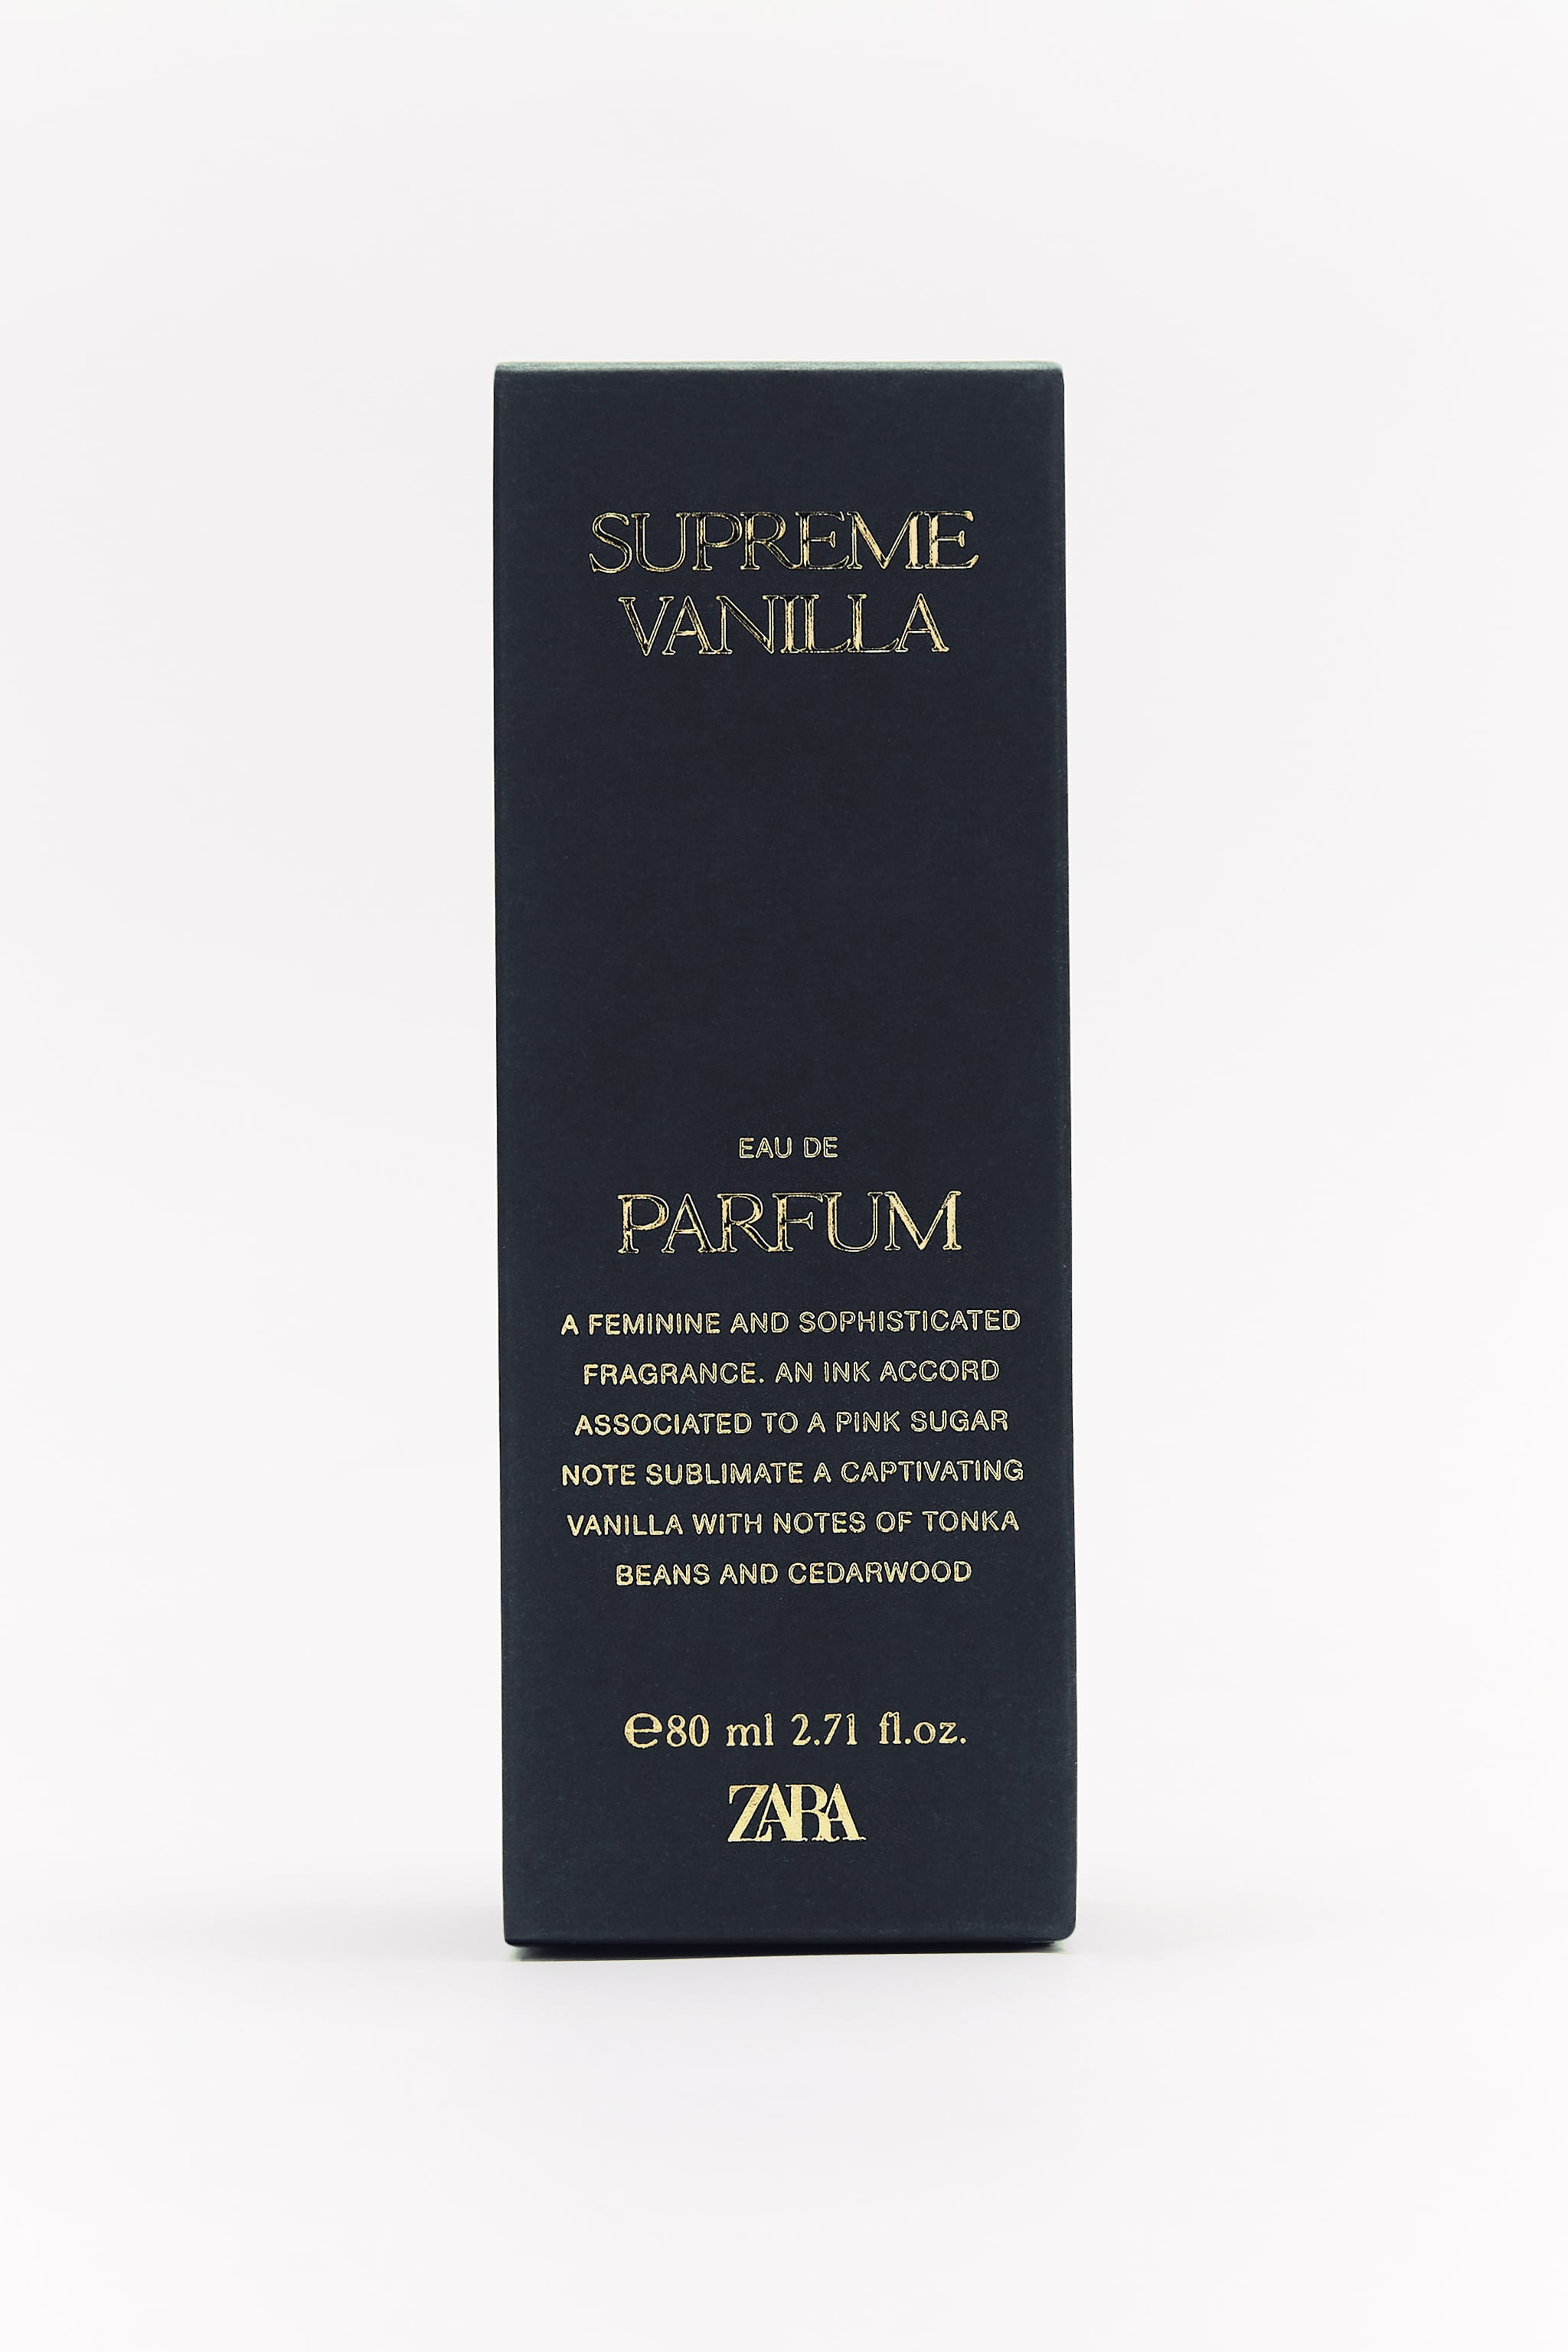 SUPREME
VANILLA
EAU DE
PARFUM
A FEMININE AND SOPHISTICATED
FRAGRANCE. AN INK ACCORD
ASSOCIATED TO A PINK SUGAR
NOTE SUBLIMATE A CAPTIVATING
VANILLA WITH NOTES OF TONKA
BEANS AND CEDARWOOD
℮80 ml 2.71 fl.oz.
ZARA